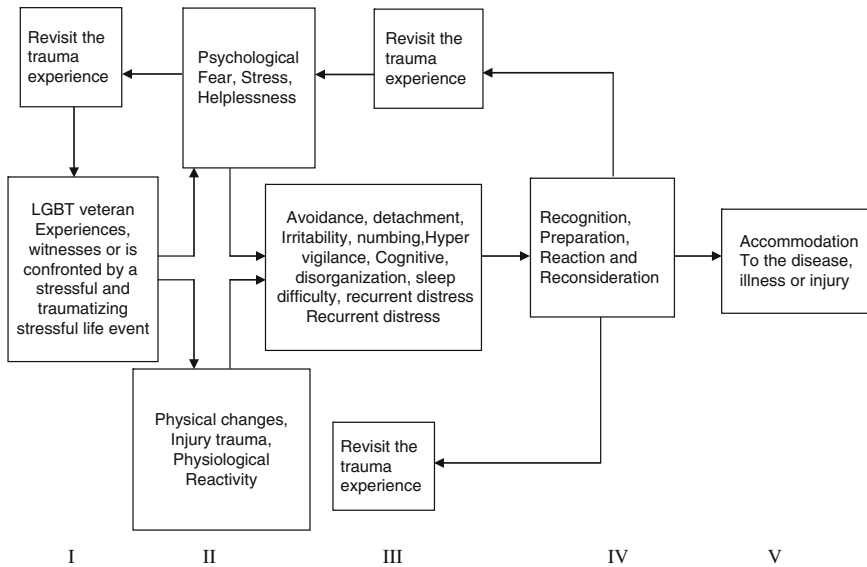 Revisit the
trauma
experience
Psychological
Fear, Stress,
Helplessness
Revisit the
trauma
experience
LGBT veteran
Experiences,
witnesses or is
confronted by a
stressful and
traumatizing
stressful life event
Avoidance, detachment,
Irritability, numbing,Hyper
vigilance, Cognitive,
disorganization, sleep
difficulty, recurrent distress
Recurrent distress
Recognition,
Preparation,
Reaction and
Reconsideration
Accommodation
To the disease,
illness or injury
Physical changes,
Injury trauma,
Physiological
Reactivity
Revisit the
trauma
experience
I II III IV V